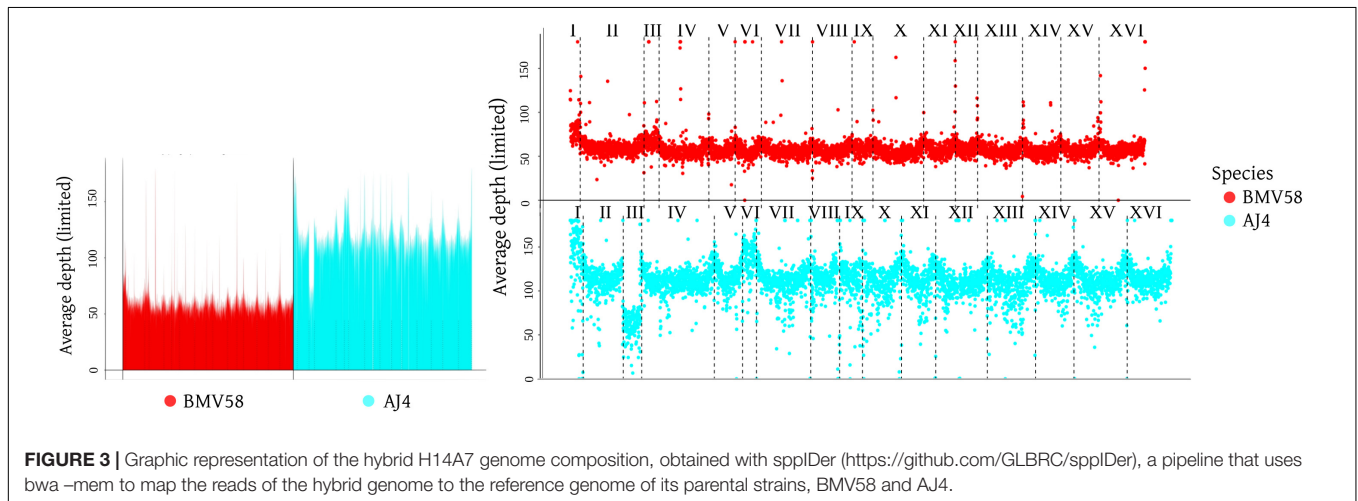 Average depth (limited)
150
100
50
0
BMV58
AJ4
Average depth (limited)
I II III IV V VI VII VIII IX X XI XII XIII XIV XV XVI
150
100
50
0
I II III IV V VI VII VIII IX X XI XII XIII XIV XV XVI
150
100
50
0
Species
BMV58
AJ4
FIGURE 3 | Graphic representation of the hybrid H14A7 genome composition, obtained with sppIDer (https://github.com/GLBRC/sppIDer), a pipeline that uses
bwa –mem to map the reads of the hybrid genome to the reference genome of its parental strains, BMV58 and AJ4.